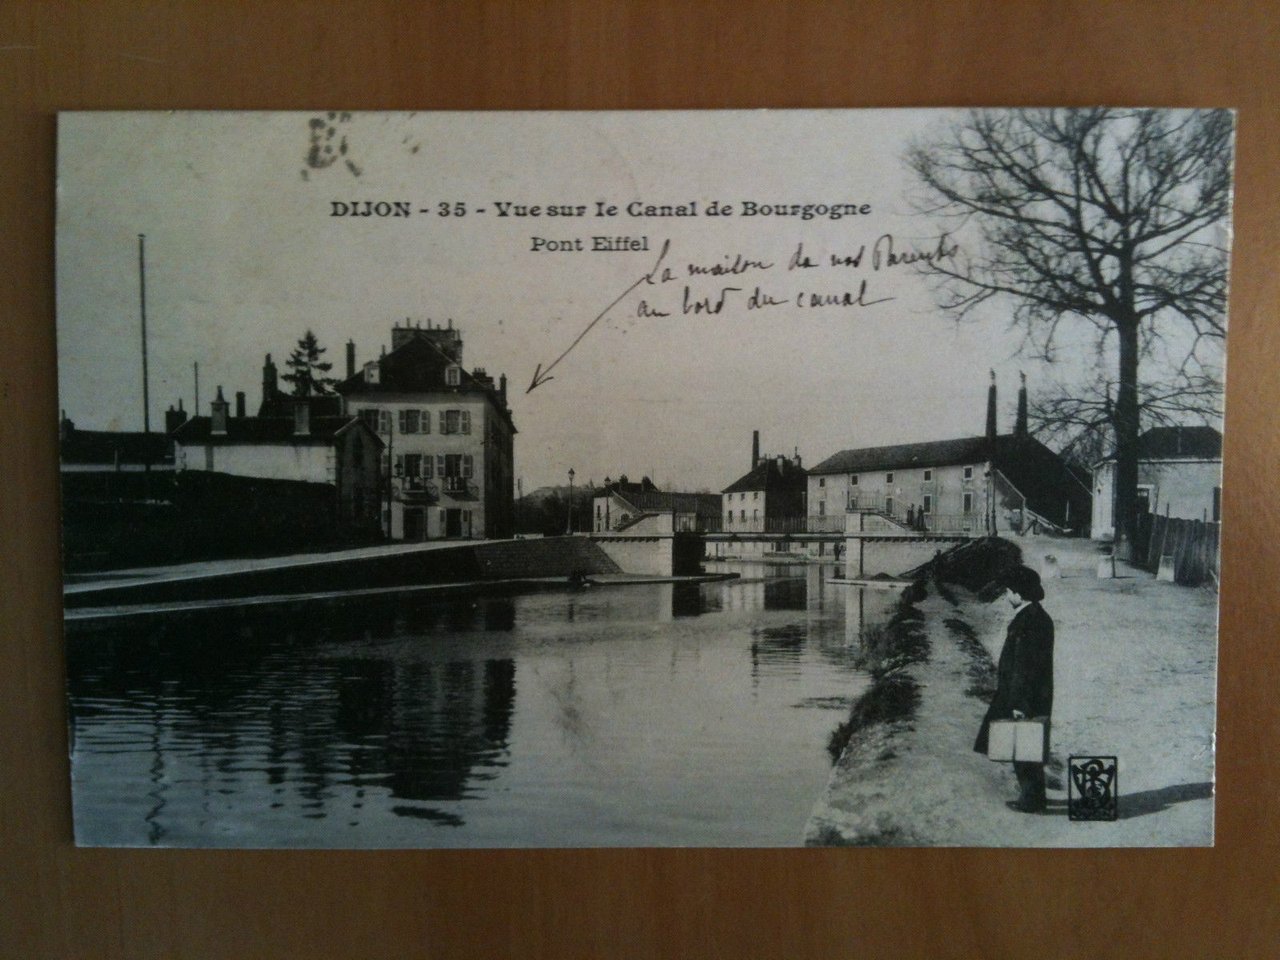 DIJON - 35 - Vue sur le Canal de Bourgogne
Pont Eiffel
La maison de nos Parents
au bord du canal